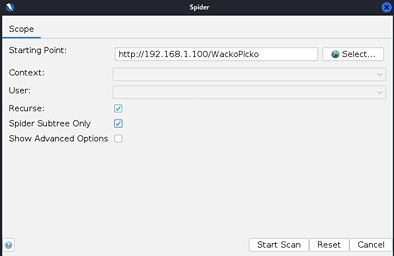 Spider
Scope
Starting Point: http://192.168.1.100/WackoPicko Select...
Context:
User:
Recurse:
Spider Subtree Only
Show Advanced Options
Start Scan Reset Cancel